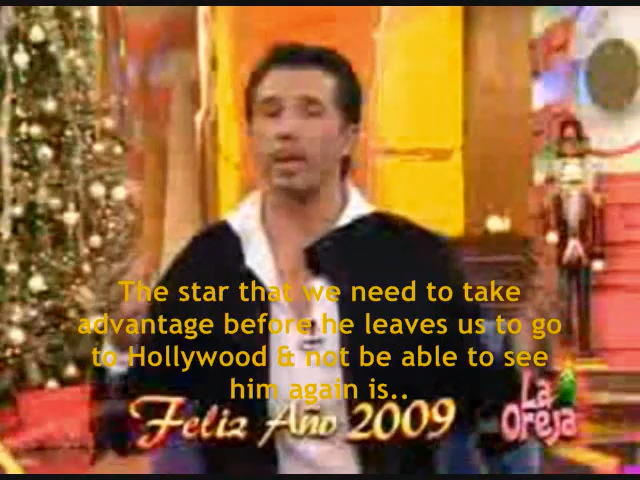 The star that we need to take
advantage before he leaves us to go
to Hollywood & not be able to see
him again is..
Feliz Año 2009
La
Oreja